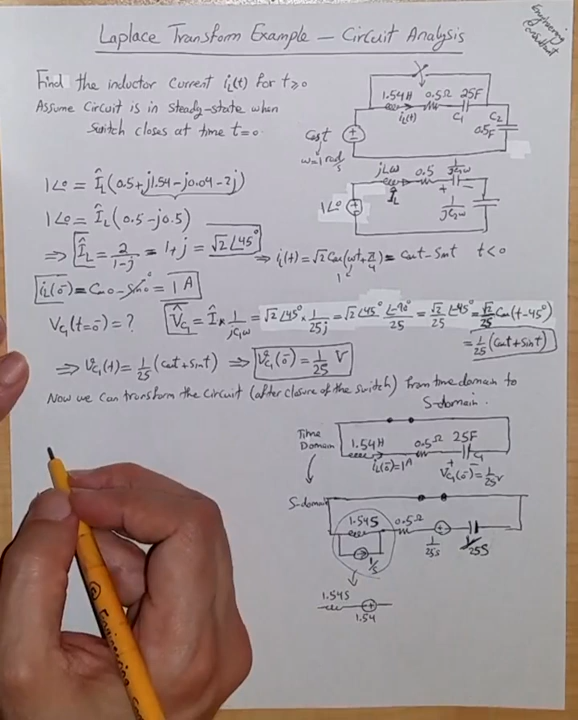 Engineering Consultant
Laplace Transform Example – Circuit Analysis
Find the inductor current iL(t) for t≥0
Assume Circuit is in steady-state when
Switch closes at time t=0
1.54H 0.5Ω 25F
iL(t) C1 C2
0.5F
Cost
ω=1 rad/s
1∠0 = ÎL(0.5+j1.54-j0.04-2j)
jLω 0.5 1/jC1ω
+ -
ÎL
1∠0
1/jC2ω
1∠0 = ÎL(0.5-j0.5)
⇒ ÎL = 2/(1-j) = 1+j = √2∠45° ⇒ iL(t) = √2 Cos(ωt+π/4) = Cost - Sint t<0
1
iL(0⁻) = Cos0 - Sin0 = 1 A
VC1(t=0⁻) = ? V̂C1 = Î × 1/jC1ω = √2∠45° × 1/25j = √2∠45° ∠-90°/25 = √2/25 ∠-45° = √2/25 Cos(t-45°)
= 1/25 (Cost+Sint)
⇒ VC1(t) = 1/25 (Cost+Sint) ⇒ VC1(0⁻) = 1/25 V
Now we can transform the circuit (after closure of the switch) from time domain to
S-domain.
Time
Domain
1.54H 0.5Ω 25F
iL(0⁻)=1A C1
+ -
VC1(0⁻)=1/25 V
S-domain
1.54S 0.5Ω
1/S
1/25S 1/25S
1.54S
1.54